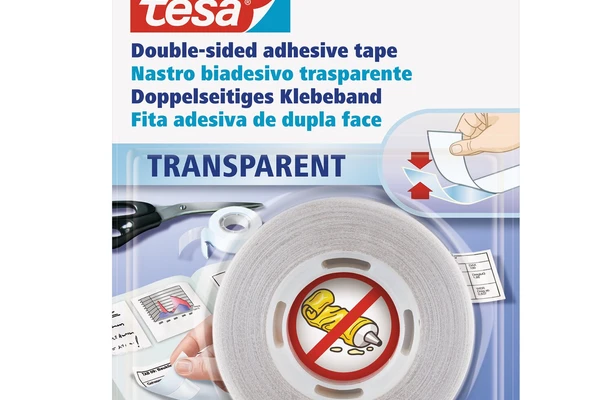 tesa®
Double-sided adhesive tape
Nastro biadesivo trasparente
Doppelseitiges Klebeband
Fita adesiva de dupla face
TRANSPARENT